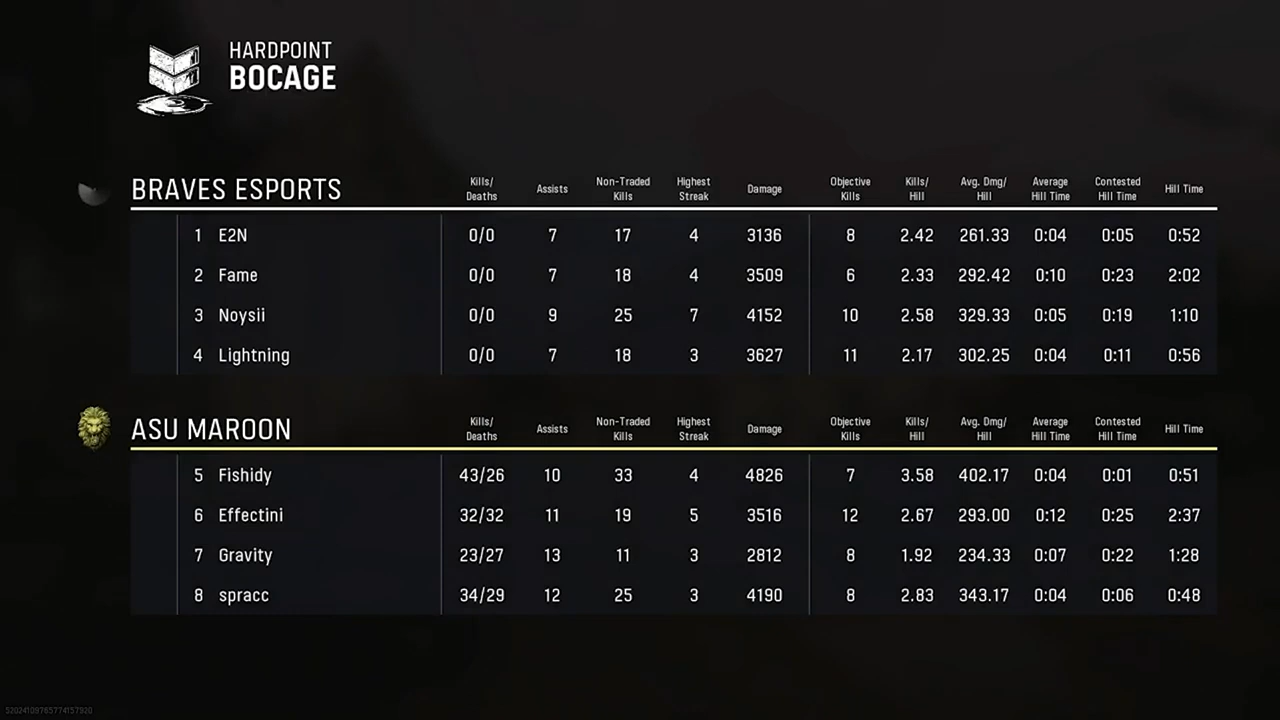 HARDPOINT
BOCAGE
BRAVES ESPORTS Kills/ Deaths Assists Non-Traded Kills Highest Streak Damage Objective Kills Kills/ Hill Avg. Dmg/ Hill Average Hill Time Contested Hill Time Hill Time
1 E2N 0/0 7 17 4 3136 8 2.42 261.33 0:04 0:05 0:52
2 Fame 0/0 7 18 4 3509 6 2.33 292.42 0:10 0:23 2:02
3 Noysii 0/0 9 25 7 4152 10 2.58 329.33 0:05 0:19 1:10
4 Lightning 0/0 7 18 3 3627 11 2.17 302.25 0:04 0:11 0:56
ASU MAROON Kills/ Deaths Assists Non-Traded Kills Highest Streak Damage Objective Kills Kills/ Hill Avg. Dmg/ Hill Average Hill Time Contested Hill Time Hill Time
5 Fishidy 43/26 10 33 4 4826 7 3.58 402.17 0:04 0:01 0:51
6 Effectini 32/32 11 19 5 3516 12 2.67 293.00 0:12 0:25 2:37
7 Gravity 23/27 13 11 3 2812 8 1.92 234.33 0:07 0:22 1:28
8 spracc 34/29 12 25 3 4190 8 2.83 343.17 0:04 0:06 0:48